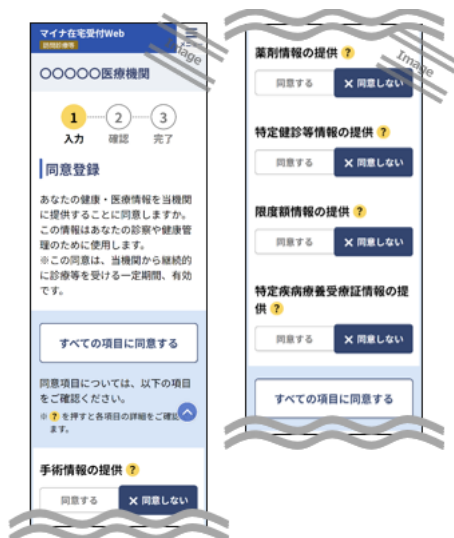 マイナ在宅受付Web
訪問診療等
Image
〇〇〇〇〇医療機関
1 2 3
入力 確認 完了
同意登録
あなたの健康・医療情報を当機関
に提供することに同意しますか。
この情報はあなたの診察や健康管
理のために使用します。
※この同意は、当機関から継続的
に診療等を受ける一定期間、有効
です。
すべての項目に同意する
同意項目については、以下の項目
をご確認ください。
※ ? を押すと各項目の詳細をご確認
ます。
手術情報の提供 ?
同意する × 同意しない
Image
薬剤情報の提供 ?
同意する × 同意しない
特定健診等情報の提供 ?
同意する × 同意しない
限度額情報の提供 ?
同意する × 同意しない
特定疾病療養受療証情報の提
供 ?
同意する × 同意しない
すべての項目に同意する